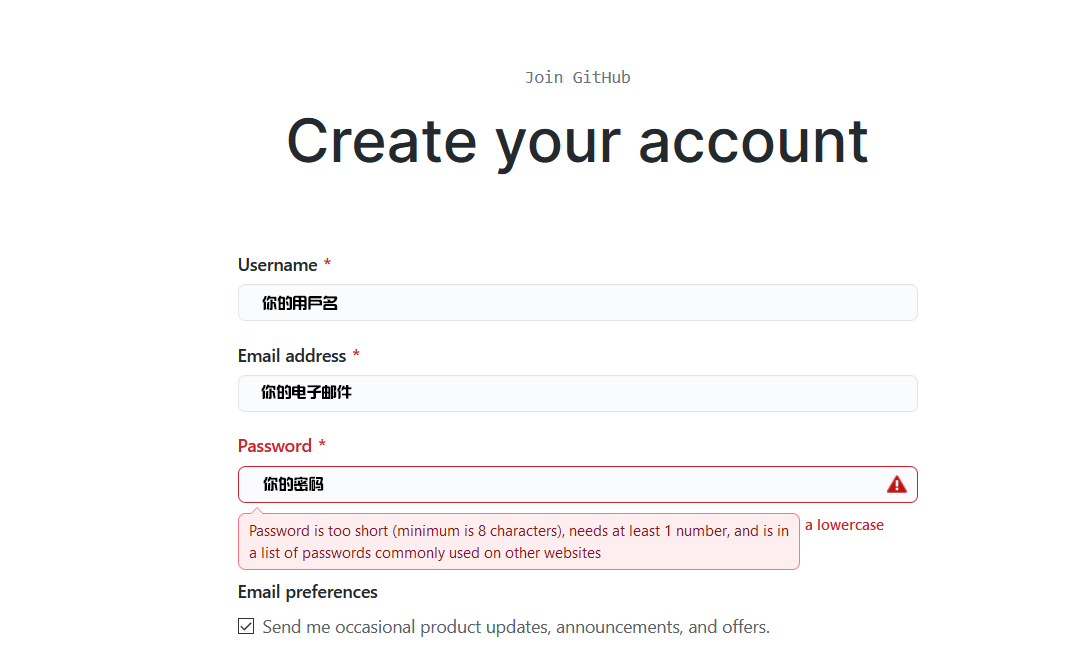 Join GitHub
Create your account
Username *
你的用戶名
Email address *
你的电子邮件
Password *
你的密码
Password is too short (minimum is 8 characters), needs at least 1 number, and is in
a list of passwords commonly used on other websites
a lowercase
Email preferences
Send me occasional product updates, announcements, and offers.